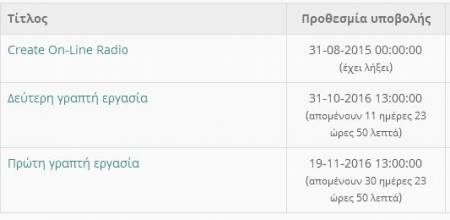 Τίτλος Προθεσμία υποβολής
Create On-Line Radio 31-08-2015 00:00:00
(έχει λήξει)
Δεύτερη γραπτή εργασία 31-10-2016 13:00:00
(απομένουν 11 ημέρες 23
ώρες 50 λεπτά)
Πρώτη γραπτή εργασία 19-11-2016 13:00:00
(απομένουν 30 ημέρες 23
ώρες 50 λεπτά)